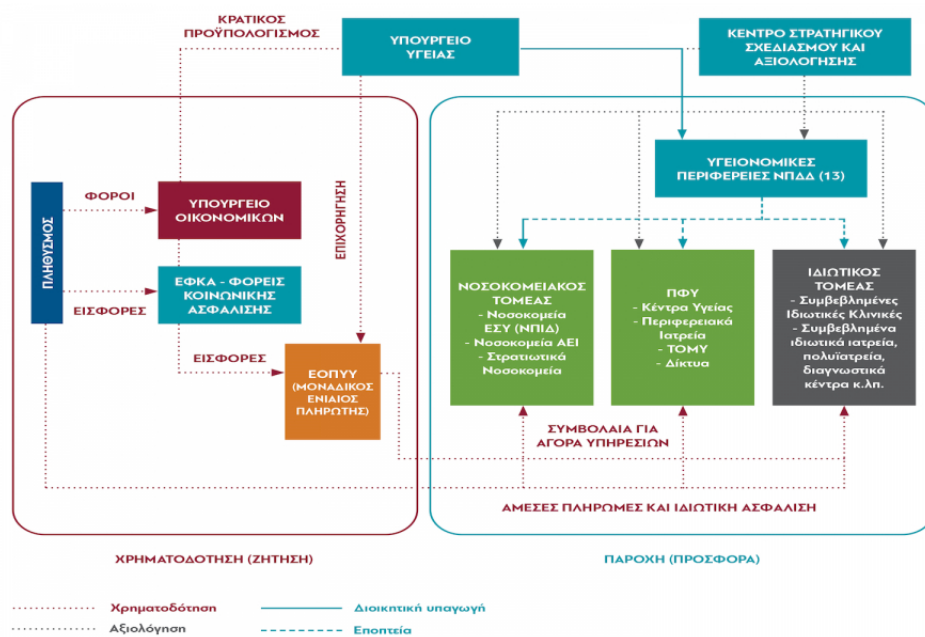 ΚΡΑΤΙΚΟΣ
ΠΡΟΫΠΟΛΟΓΙΣΜΟΣ
ΥΠΟΥΡΓΕΙΟ
ΥΓΕΙΑΣ
ΚΕΝΤΡΟ ΣΤΡΑΤΗΓΙΚΟΥ
ΣΧΕΔΙΑΣΜΟΥ ΚΑΙ
ΑΞΙΟΛΟΓΗΣΗΣ
ΠΛΗΘΥΣΜΟΣ
ΦΟΡΟΙ
ΥΠΟΥΡΓΕΙΟ
ΟΙΚΟΝΟΜΙΚΩΝ
ΕΠΙΧΟΡΗΓΗΣΗ
ΕΙΣΦΟΡΕΣ
ΕΦΚΑ - ΦΟΡΕΙΣ
ΚΟΙΝΩΝΙΚΗΣ
ΑΣΦΑΛΙΣΗΣ
ΕΙΣΦΟΡΕΣ
ΕΟΠΥΥ
(ΜΟΝΑΔΙΚΟΣ
ΕΝΙΑΙΟΣ
ΠΛΗΡΩΤΗΣ)
ΥΓΕΙΟΝΟΜΙΚΕΣ
ΠΕΡΙΦΕΡΕΙΕΣ ΝΠΔΔ (13)
ΝΟΣΟΚΟΜΕΙΑΚΟΣ
ΤΟΜΕΑΣ
- Νοσοκομεία
ΕΣΥ (ΝΠΙΔ)
- Νοσοκομεία ΑΕΙ
- Στρατιωτικά
Νοσοκομεία
ΠΦΥ
- Κέντρα Υγείας
- Περιφερειακά
Ιατρεία
- ΤΟΜΥ
- Δίκτυα
ΙΔΙΩΤΙΚΟΣ
ΤΟΜΕΑΣ
- Συμβεβλημένες
Ιδιωτικές Κλινικές
- Συμβεβλημένα
ιδιωτικά ιατρεία,
πολυϊατρεία,
διαγνωστικά
κέντρα κ.λπ.
ΣΥΜΒΟΛΑΙΑ ΓΙΑ
ΑΓΟΡΑ ΥΠΗΡΕΣΙΩΝ
ΑΜΕΣΕΣ ΠΛΗΡΩΜΕΣ ΚΑΙ ΙΔΙΩΤΙΚΗ ΑΣΦΑΛΙΣΗ
ΧΡΗΜΑΤΟΔΟΤΗΣΗ (ΖΗΤΗΣΗ)
ΠΑΡΟΧΗ (ΠΡΟΣΦΟΡΑ)
Χρηματοδότηση
Διοικητική υπαγωγή
Αξιολόγηση
Εποπτεία